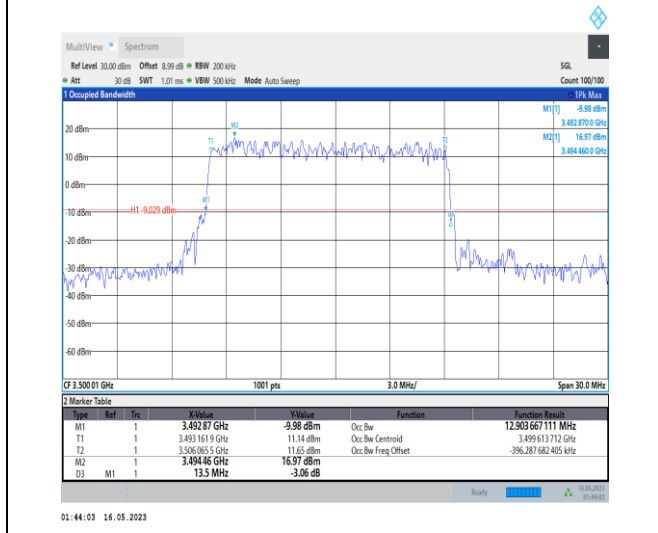 MultiView Spectrum
Ref Level 30.00 dBm Offset 8.99 dB RBW 200 kHz SGL
Att 30 dB SWT 1.01 ms VBW 500 kHz Mode Auto Sweep Count 100/100
1 Occupied Bandwidth 1Pk Max
M1[1] -9.98 dBm
3.492 870 0 GHz
M2[1] 16.97 dBm
3.494 460 0 GHz
20 dBm
M2
T1
T2
10 dBm
0 dBm
M1
-10 dBm
H1 -9.029 dBm
D3
-20 dBm
-30 dBm
-40 dBm
-50 dBm
-60 dBm
CF 3.500 01 GHz 1001 pts 3.0 MHz/ Span 30.0 MHz
2 Marker Table
Type Ref Trc X-Value Y-Value Function Function Result
M1 1 3.492 87 GHz -9.98 dBm Occ Bw 12.903 667 111 MHz
T1 1 3.493 161 9 GHz 11.14 dBm Occ Bw Centroid 3.499 613 712 GHz
T2 1 3.506 065 5 GHz 11.65 dBm Occ Bw Freq Offset -396.287 682 405 kHz
M2 1 3.494 46 GHz 16.97 dBm
D3 M1 1 13.5 MHz -3.06 dB
Ready 16.05.2023
01:44:02
01:44:03 16.05.2023